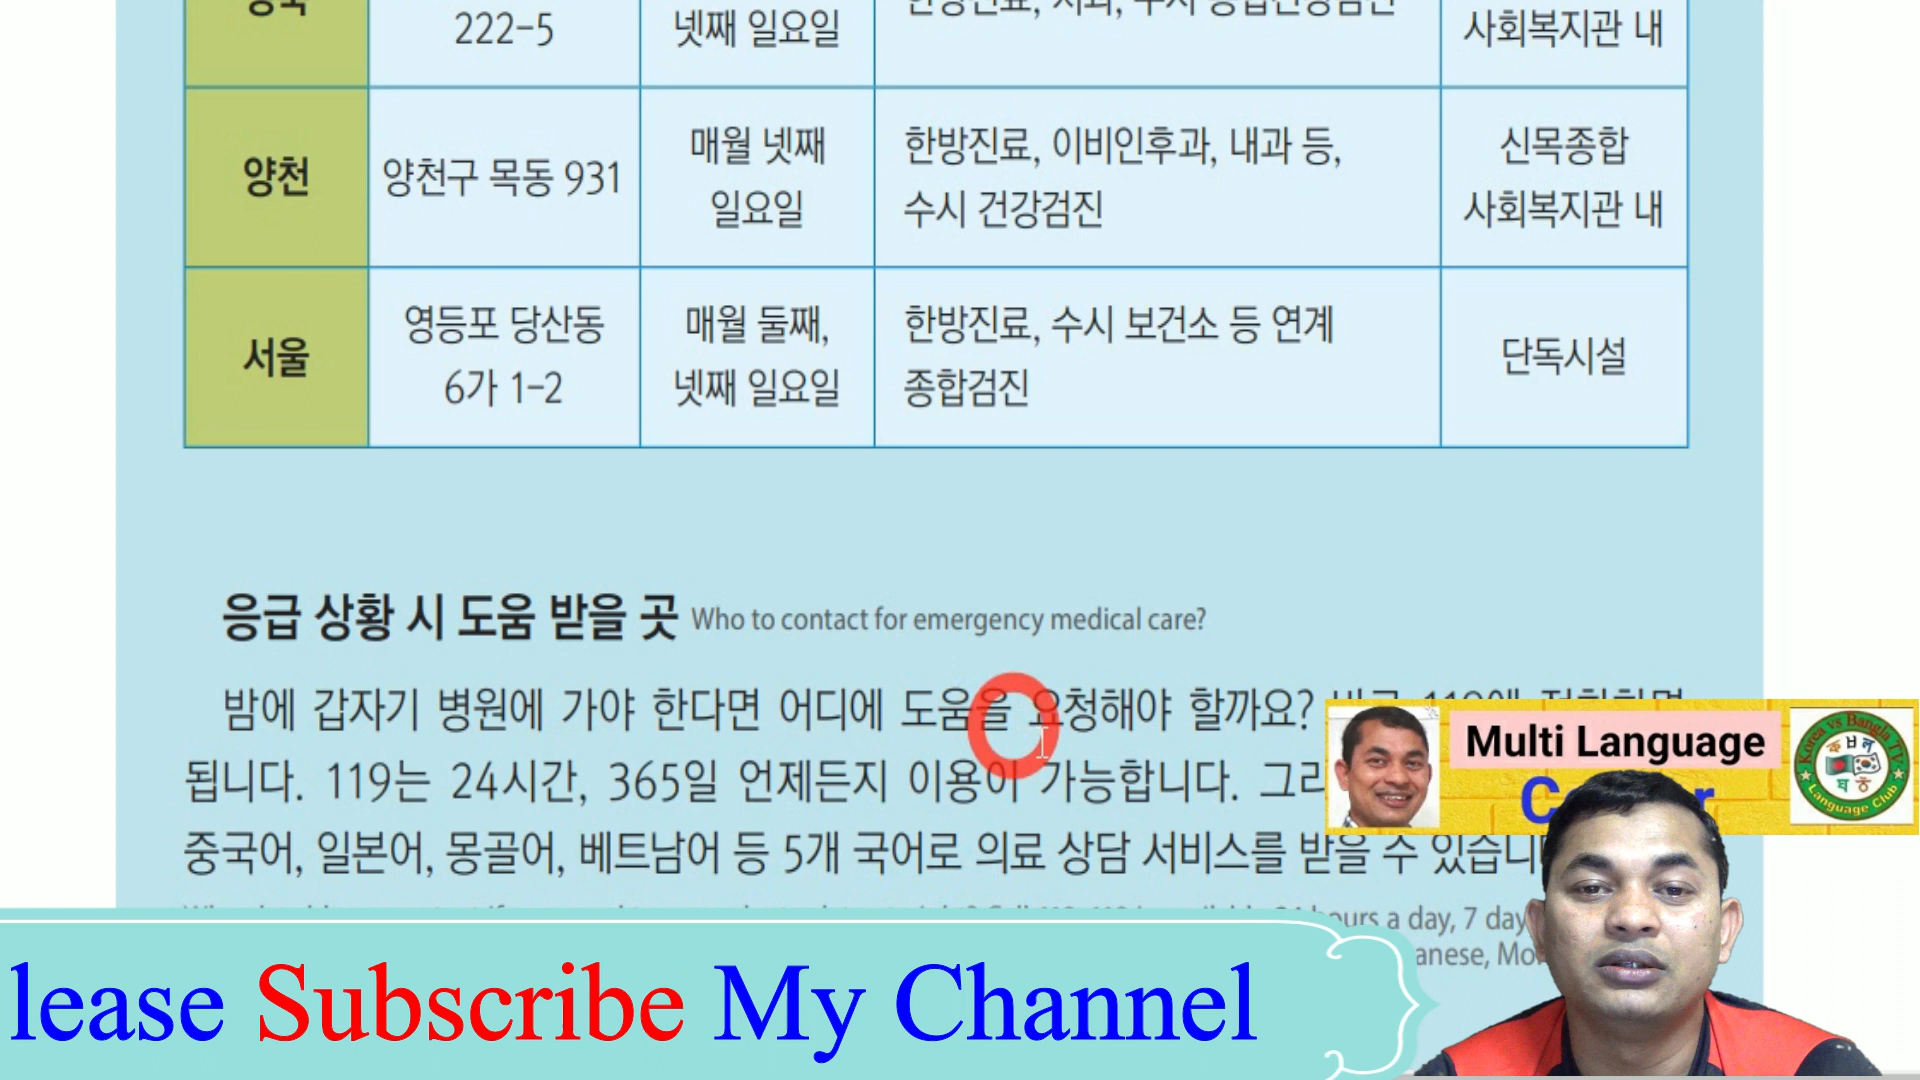 222-5
넷째 일요일
사회복지관 내
양천
양천구 목동 931
매월 넷째
일요일
한방진료, 이비인후과, 내과 등,
수시 건강검진
신목종합
사회복지관 내
서울
영등포 당산동
6가 1-2
매월 둘째,
넷째 일요일
한방진료, 수시 보건소 등 연계
종합검진
단독시설
응급 상황 시 도움 받을 곳 Who to contact for emergency medical care?
밤에 갑자기 병원에 가야 한다면 어디에 도움을 요청해야 할까요?
됩니다. 119는 24시간, 365일 언제든지 이용이 가능합니다.
중국어, 일본어, 몽골어, 베트남어 등 5개 국어로 의료 상담 서비스를 받을 수
hours a day, 7
Multi Language
Korea vs Bangla TV
Language Club
lease Subscribe My Channel